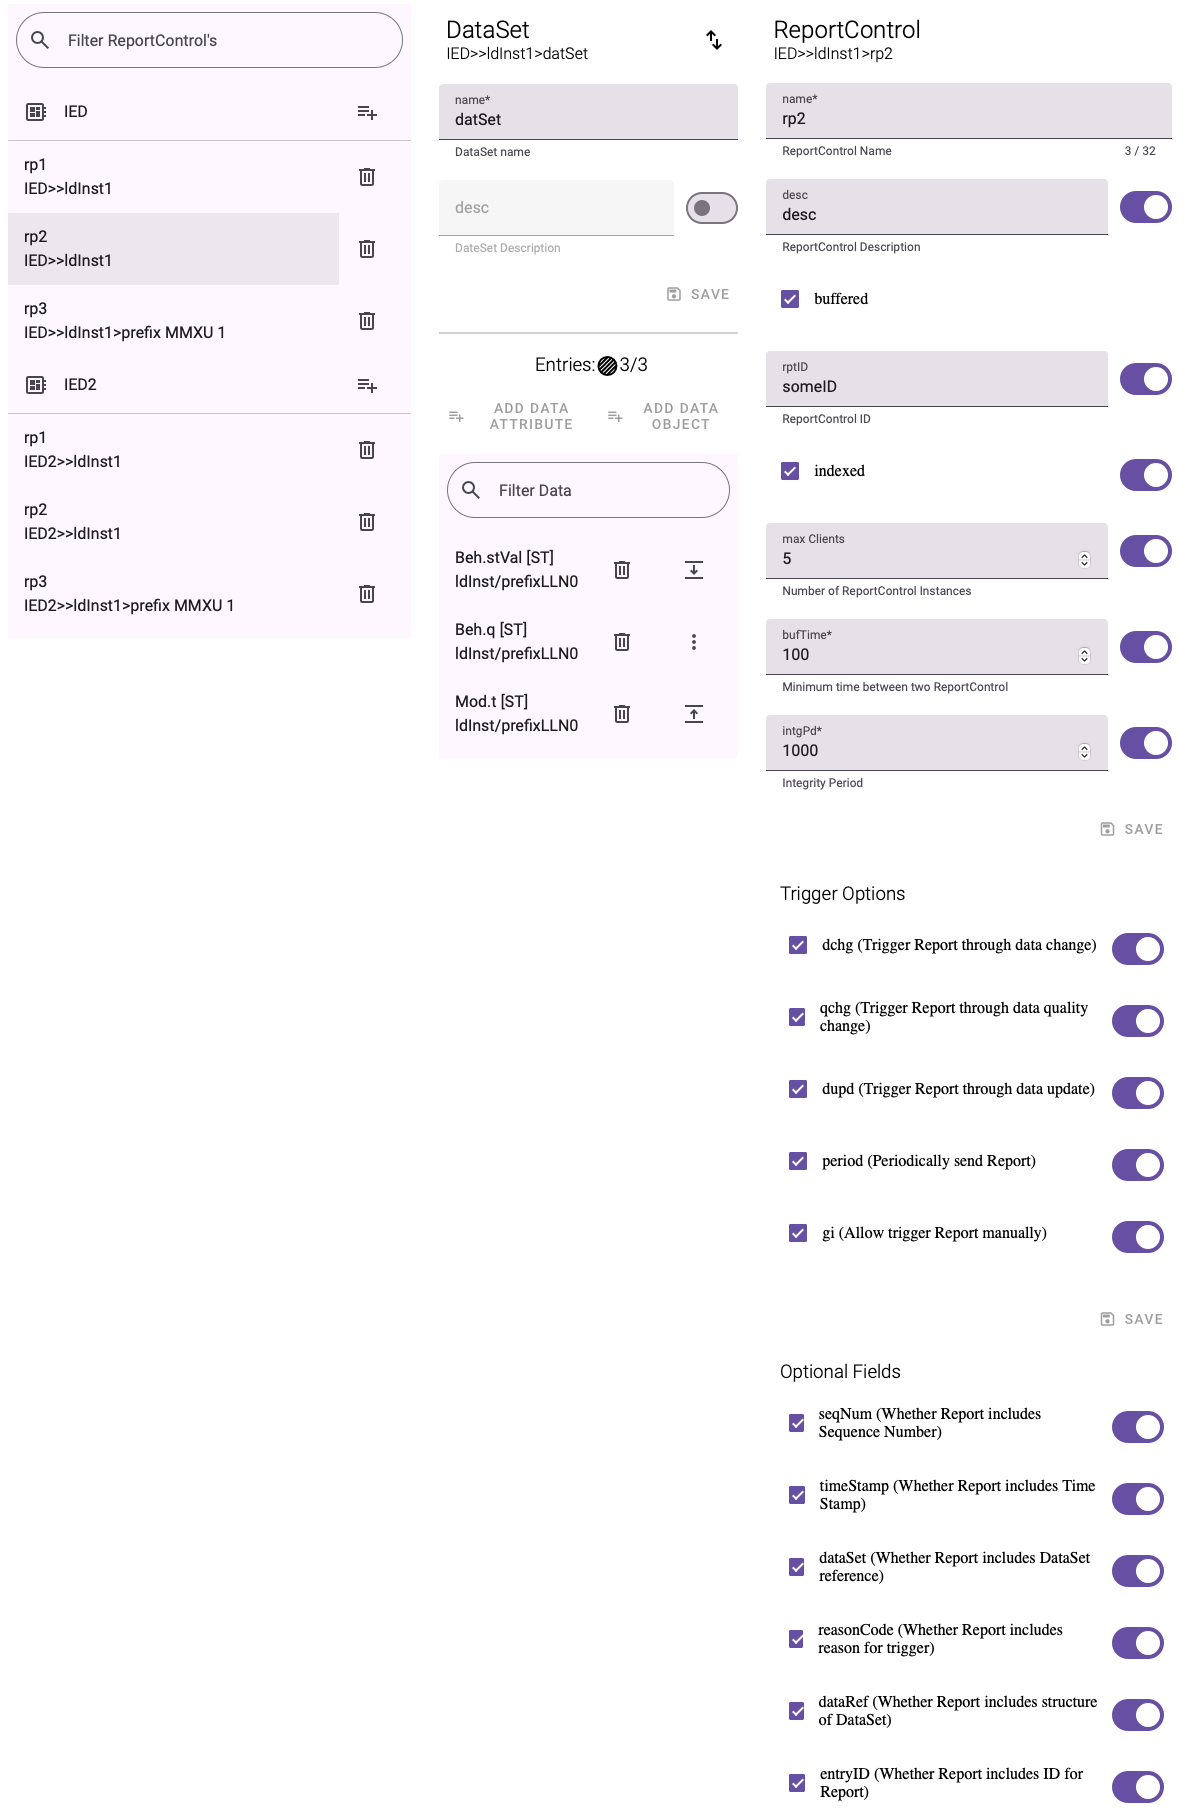 Filter ReportControl's
IED
rp1
IED>>ldInst1
rp2
IED>>ldInst1
rp3
IED>>ldInst1>prefix MMXU 1
IED2
rp1
IED2>>ldInst1
rp2
IED2>>ldInst1
rp3
IED2>>ldInst1>prefix MMXU 1
DataSet
IED>>ldInst1>datSet
name*
datSet
DataSet name
desc
DateSet Description
SAVE
Entries: 3/3
ADD DATA
ATTRIBUTE
ADD DATA
OBJECT
Filter Data
Beh.stVal [ST]
ldInst/prefixLLN0
Beh.q [ST]
ldInst/prefixLLN0
Mod.t [ST]
ldInst/prefixLLN0
ReportControl
IED>>ldInst1>rp2
name*
rp2
ReportControl Name 3 / 32
desc
desc
ReportControl Description
buffered
rptID
someID
ReportControl ID
indexed
max Clients
5
Number of ReportControl Instances
bufTime*
100
Minimum time between two ReportControl
intgPd*
1000
Integrity Period
SAVE
Trigger Options
dchg (Trigger Report through data change)
qchg (Trigger Report through data quality
change)
dupd (Trigger Report through data update)
period (Periodically send Report)
gi (Allow trigger Report manually)
SAVE
Optional Fields
seqNum (Whether Report includes
Sequence Number)
timeStamp (Whether Report includes Time
Stamp)
dataSet (Whether Report includes DataSet
reference)
reasonCode (Whether Report includes
reason for trigger)
dataRef (Whether Report includes structure
of DataSet)
entryID (Whether Report includes ID for
Report)